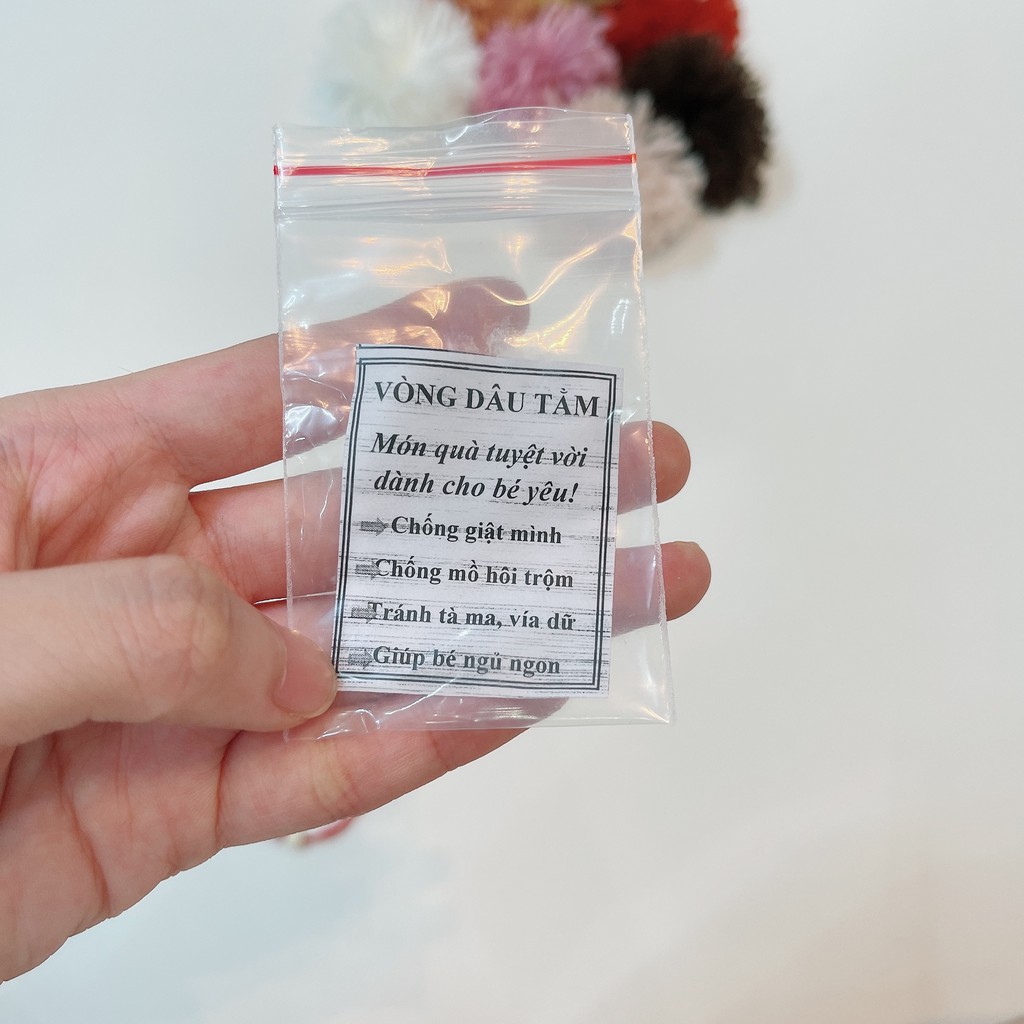 VÒNG DÂU TẰM
Món quà tuyệt vời
dành cho bé yêu!
Chống giật mình
Chống mồ hôi trộm
Tránh tà ma, vía dữ
Giúp bé ngủ ngon